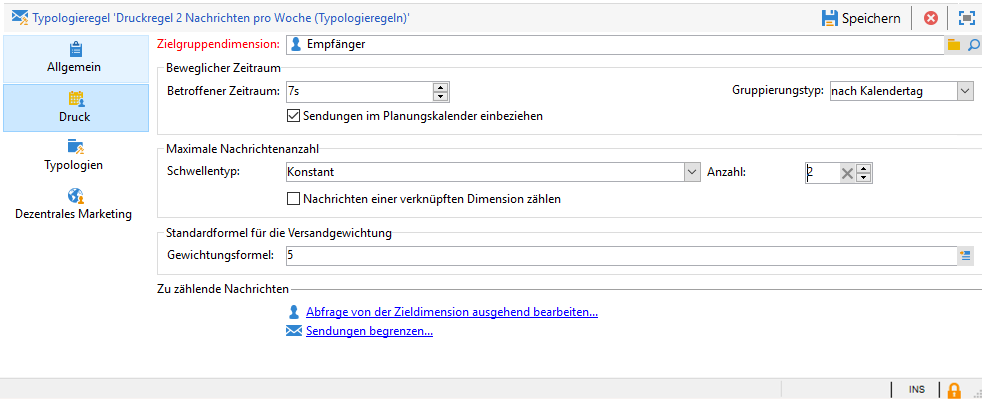 Typologieregel 'Druckregel 2 Nachrichten pro Woche (Typologieregeln)'
Speichern
Allgemein
Druck
Typologien
Dezentrales Marketing
Zielgruppendimension: Empfänger
Beweglicher Zeitraum
Betroffener Zeitraum: 7s Gruppierungstyp: nach Kalendertag
Sendungen im Planungskalender einbeziehen
Maximale Nachrichtenanzahl
Schwellentyp: Konstant Anzahl: 2
Nachrichten einer verknüpften Dimension zählen
Standardformel für die Versandgewichtung
Gewichtungsformel: 5
Zu zählende Nachrichten
Abfrage von der Zieldimension ausgehend bearbeiten...
Sendungen begrenzen...
INS